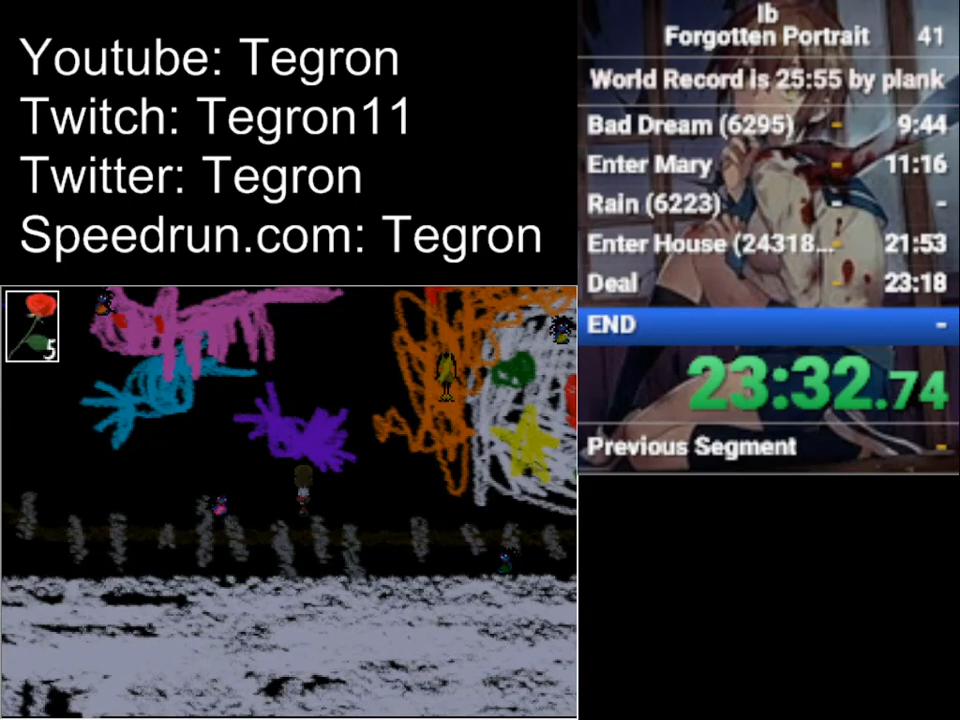 Youtube: Tegron
Twitch: Tegron11
Twitter: Tegron
Speedrun.com: Tegron
5
Ib
Forgotten Portrait 41
World Record is 25:55 by plank
Bad Dream (6295) - 9:44
Enter Mary - 11:16
Rain (6223) - -
Enter House (24318... - 21:53
Deal - 23:18
END -
23:32.74
Previous Segment -